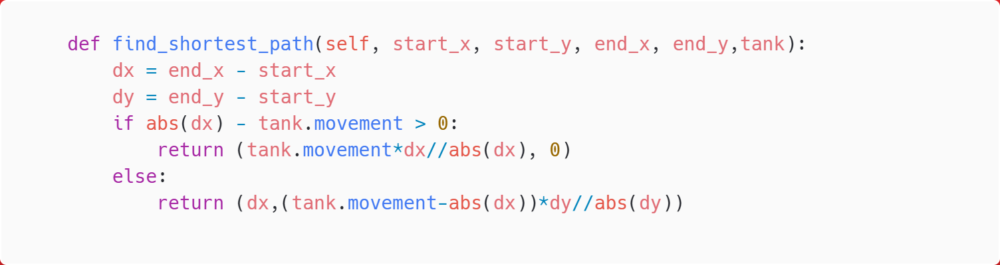 def find_shortest_path(self, start_x, start_y, end_x, end_y,tank):
dx = end_x - start_x
dy = end_y - start_y
if abs(dx) - tank.movement > 0:
return (tank.movement*dx//abs(dx), 0)
else:
return (dx,(tank.movement-abs(dx))*dy//abs(dy))